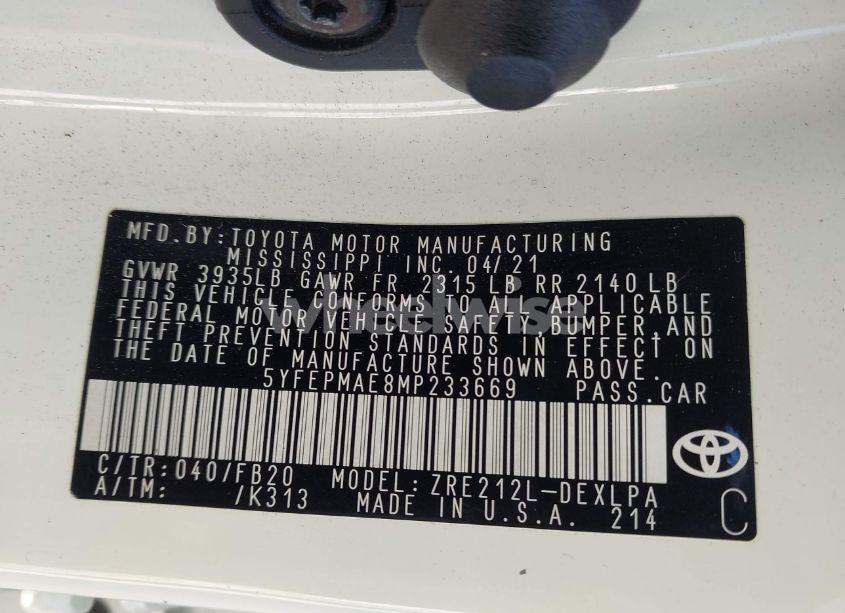 MFD.BY:TOYOTA MOTOR MANUFACTURING
MISSISSIPPI INC. 04/21
GVWR 3935LB GAWR FR 2315 LB RR 2140 LB
THIS VEHICLE CONFORMS TO ALL APPLICABLE
FEDERAL MOTOR VEHICLE SAFETY, BUMPER,AND
THEFT PREVENTION STANDARDS IN EFFECT ON
THE DATE OF MANUFACTURE SHOWN ABOVE.
5YFEPMAE8MP233669 PASS.CAR
C/TR:040/FB20 MODEL:ZRE212L-DEXLPA
A/TM: /K313 MADE IN U.S.A. 214
C
wheelwise